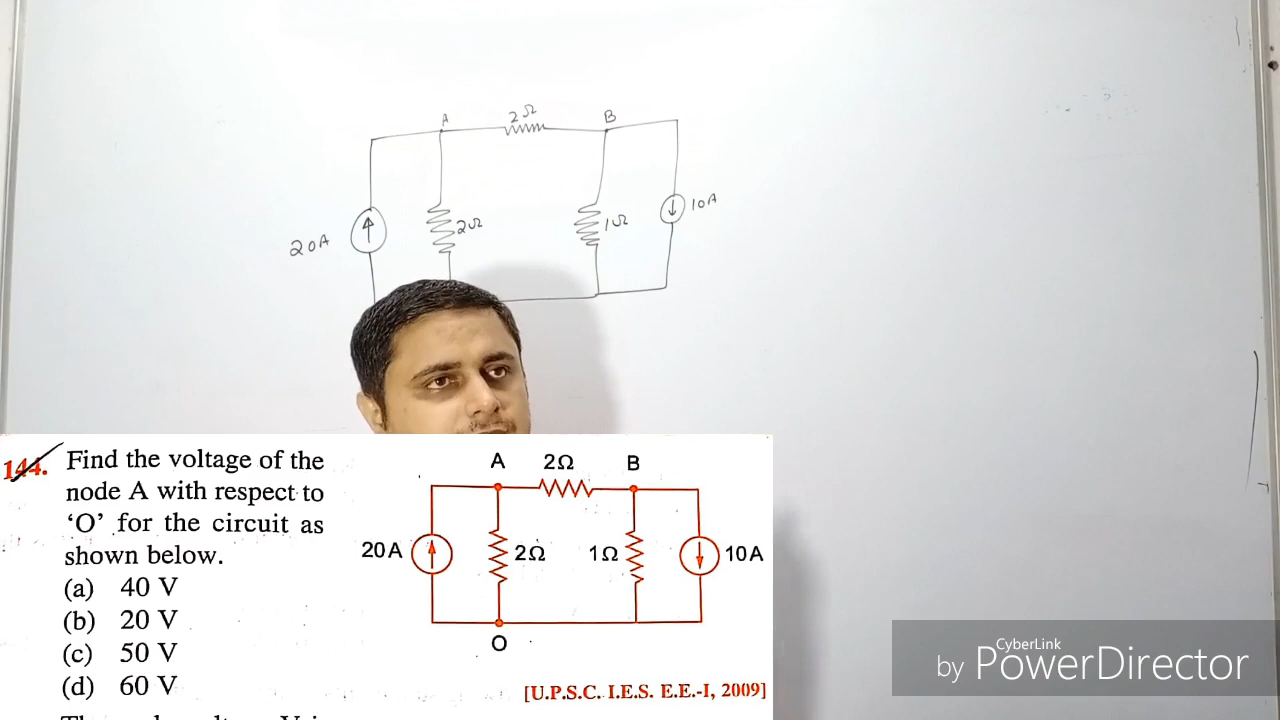 A 2Ω B
20A 2Ω 1Ω 10A
144. Find the voltage of the
node A with respect to
'O' for the circuit as
shown below.
(a) 40 V
(b) 20 V
(c) 50 V
(d) 60 V
A 2Ω B
20A 2Ω 1Ω 10A
O
[U.P.S.C. I.E.S. E.E.-I, 2009]
CyberLink
by PowerDirector